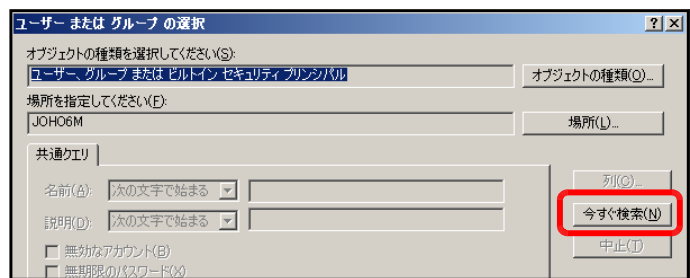 ユーザー または グループ の選択
オブジェクトの種類を選択してください(S):
ユーザー、グループ または ビルトイン セキュリティ プリンシパル
オブジェクトの種類(O)...
場所を指定してください(F):
JOHO6M
場所(L)...
共通クエリ
列(C)...
名前(A):
次の文字で始まる
今すぐ検索(N)
説明(D):
次の文字で始まる
中止(T)
無効なアカウント(B)
無期限のパスワード(X)